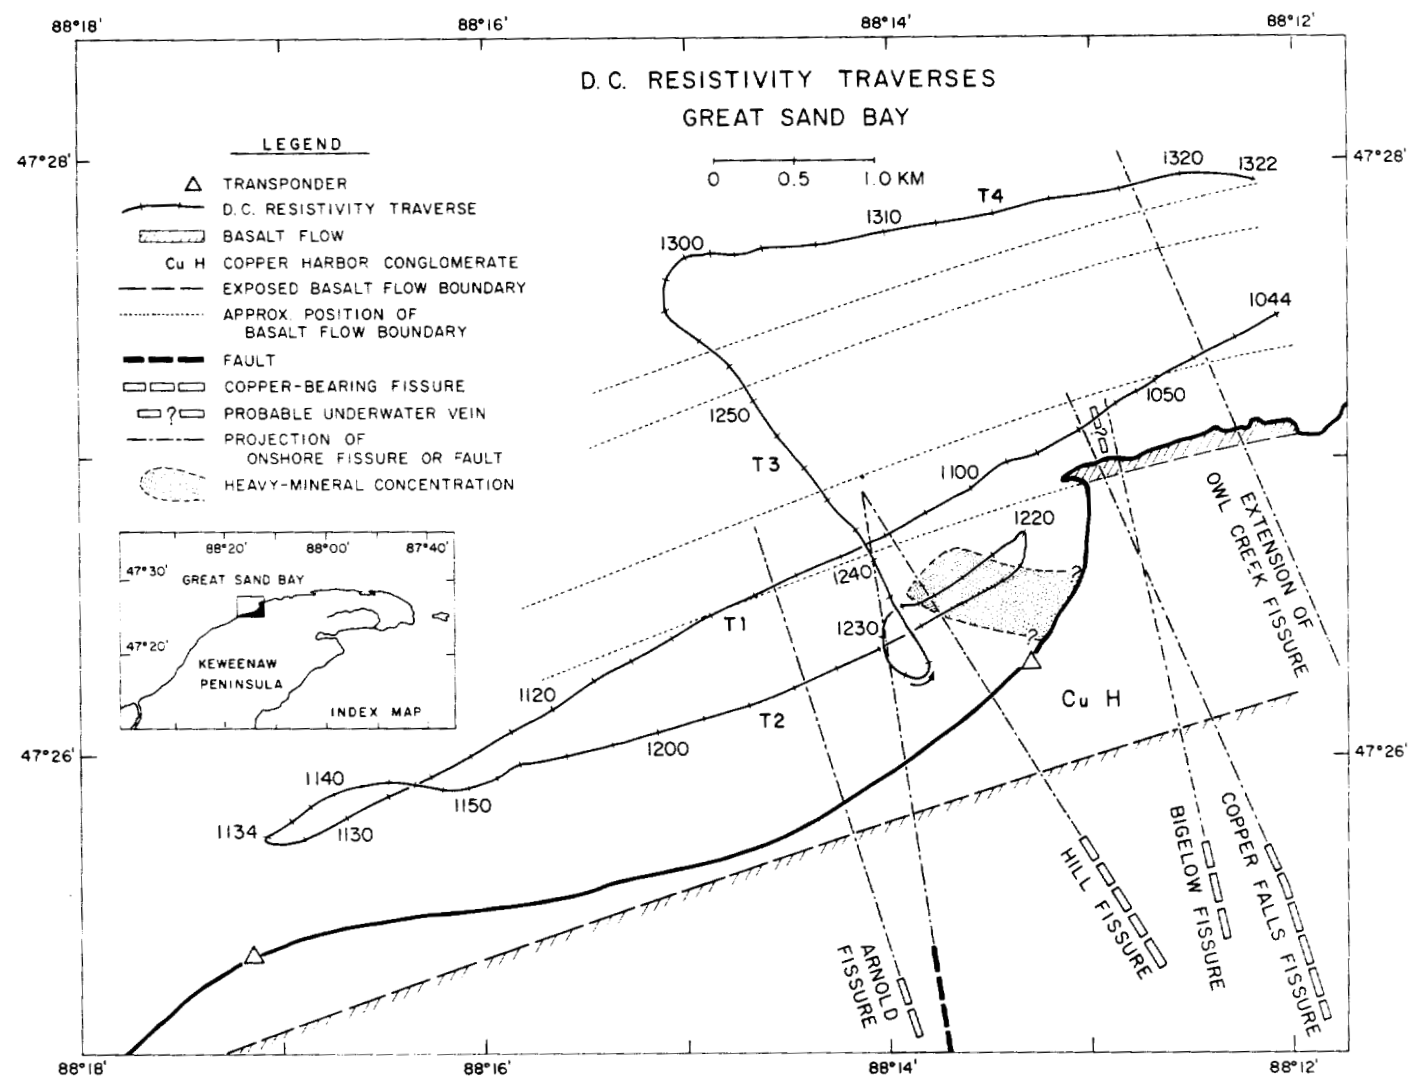 88°18' 88°16' 88°14' 88°12'
D.C. RESISTIVITY TRAVERSES
GREAT SAND BAY
0 0.5 1.0 KM
LEGEND
TRANSPONDER
D.C. RESISTIVITY TRAVERSE
BASALT FLOW
Cu H COPPER HARBOR CONGLOMERATE
EXPOSED BASALT FLOW BOUNDARY
APPROX. POSITION OF
BASALT FLOW BOUNDARY
FAULT
COPPER-BEARING FISSURE
? PROBABLE UNDERWATER VEIN
PROJECTION OF
ONSHORE FISSURE OR FAULT
HEAVY-MINERAL CONCENTRATION
47°28' 47°28'
1320 1322
T4
1310
1300
1044
1050
1250
T3
?
1100
1220
1240
?
1230
?
T1
T2
1120
1200
1140
1150
1134
1130
Cu H
EXTENSION OF
OWL CREEK FISSURE
COPPER FALLS FISSURE
BIGELOW FISSURE
HILL FISSURE
ARNOLD
FISSURE
88°20' 88°00' 87°40'
47°30'
GREAT SAND BAY
47°20'
KEWEENAW
PENINSULA
INDEX MAP
47°26' 47°26'
88°18' 88°16' 88°14' 88°12'